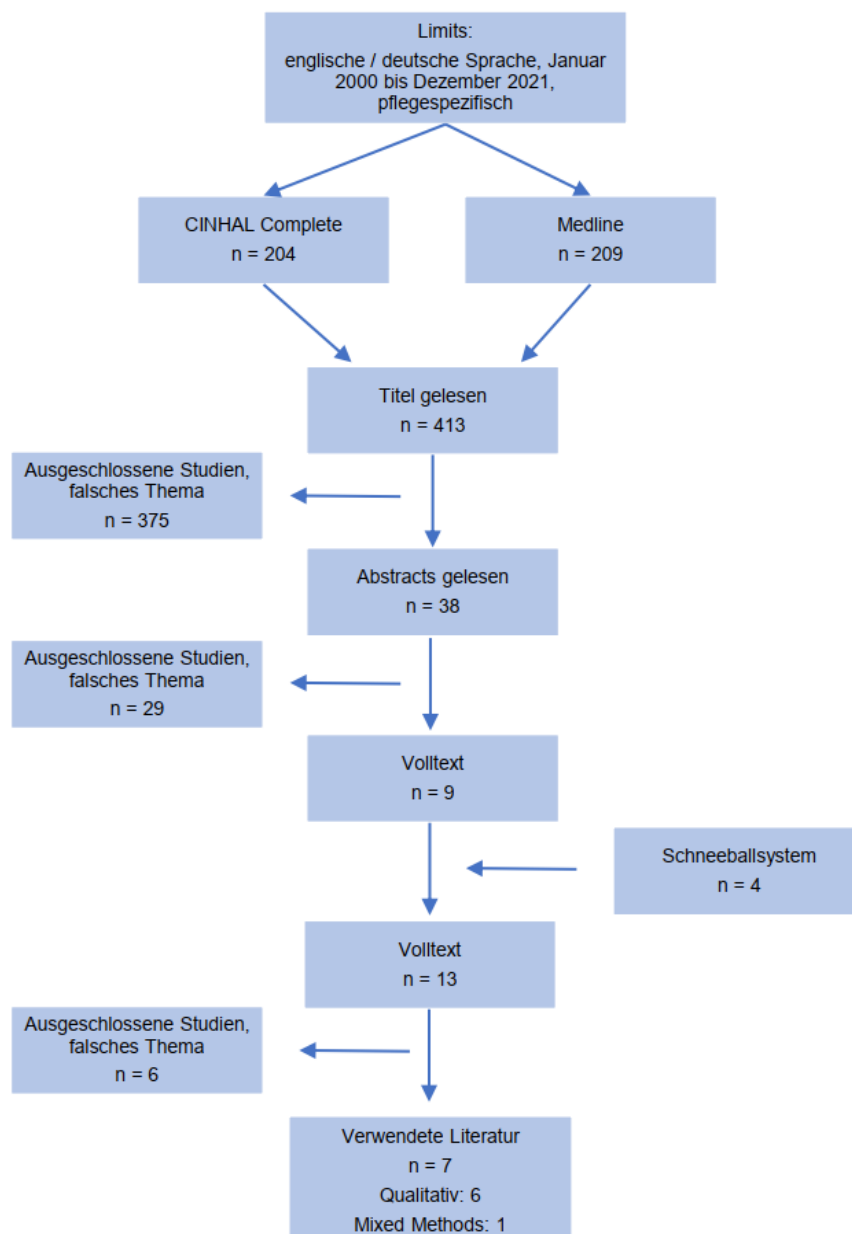 Limits:
englische / deutsche Sprache, Januar
2000 bis Dezember 2021,
pflegespezifisch
CINHAL Complete
n = 204
Medline
n = 209
Titel gelesen
n = 413
Ausgeschlossene Studien,
falsches Thema
n = 375
Abstracts gelesen
n = 38
Ausgeschlossene Studien,
falsches Thema
n = 29
Volltext
n = 9
Schneeballsystem
n = 4
Volltext
n = 13
Ausgeschlossene Studien,
falsches Thema
n = 6
Verwendete Literatur
n = 7
Qualitativ: 6
Mixed Methods: 1